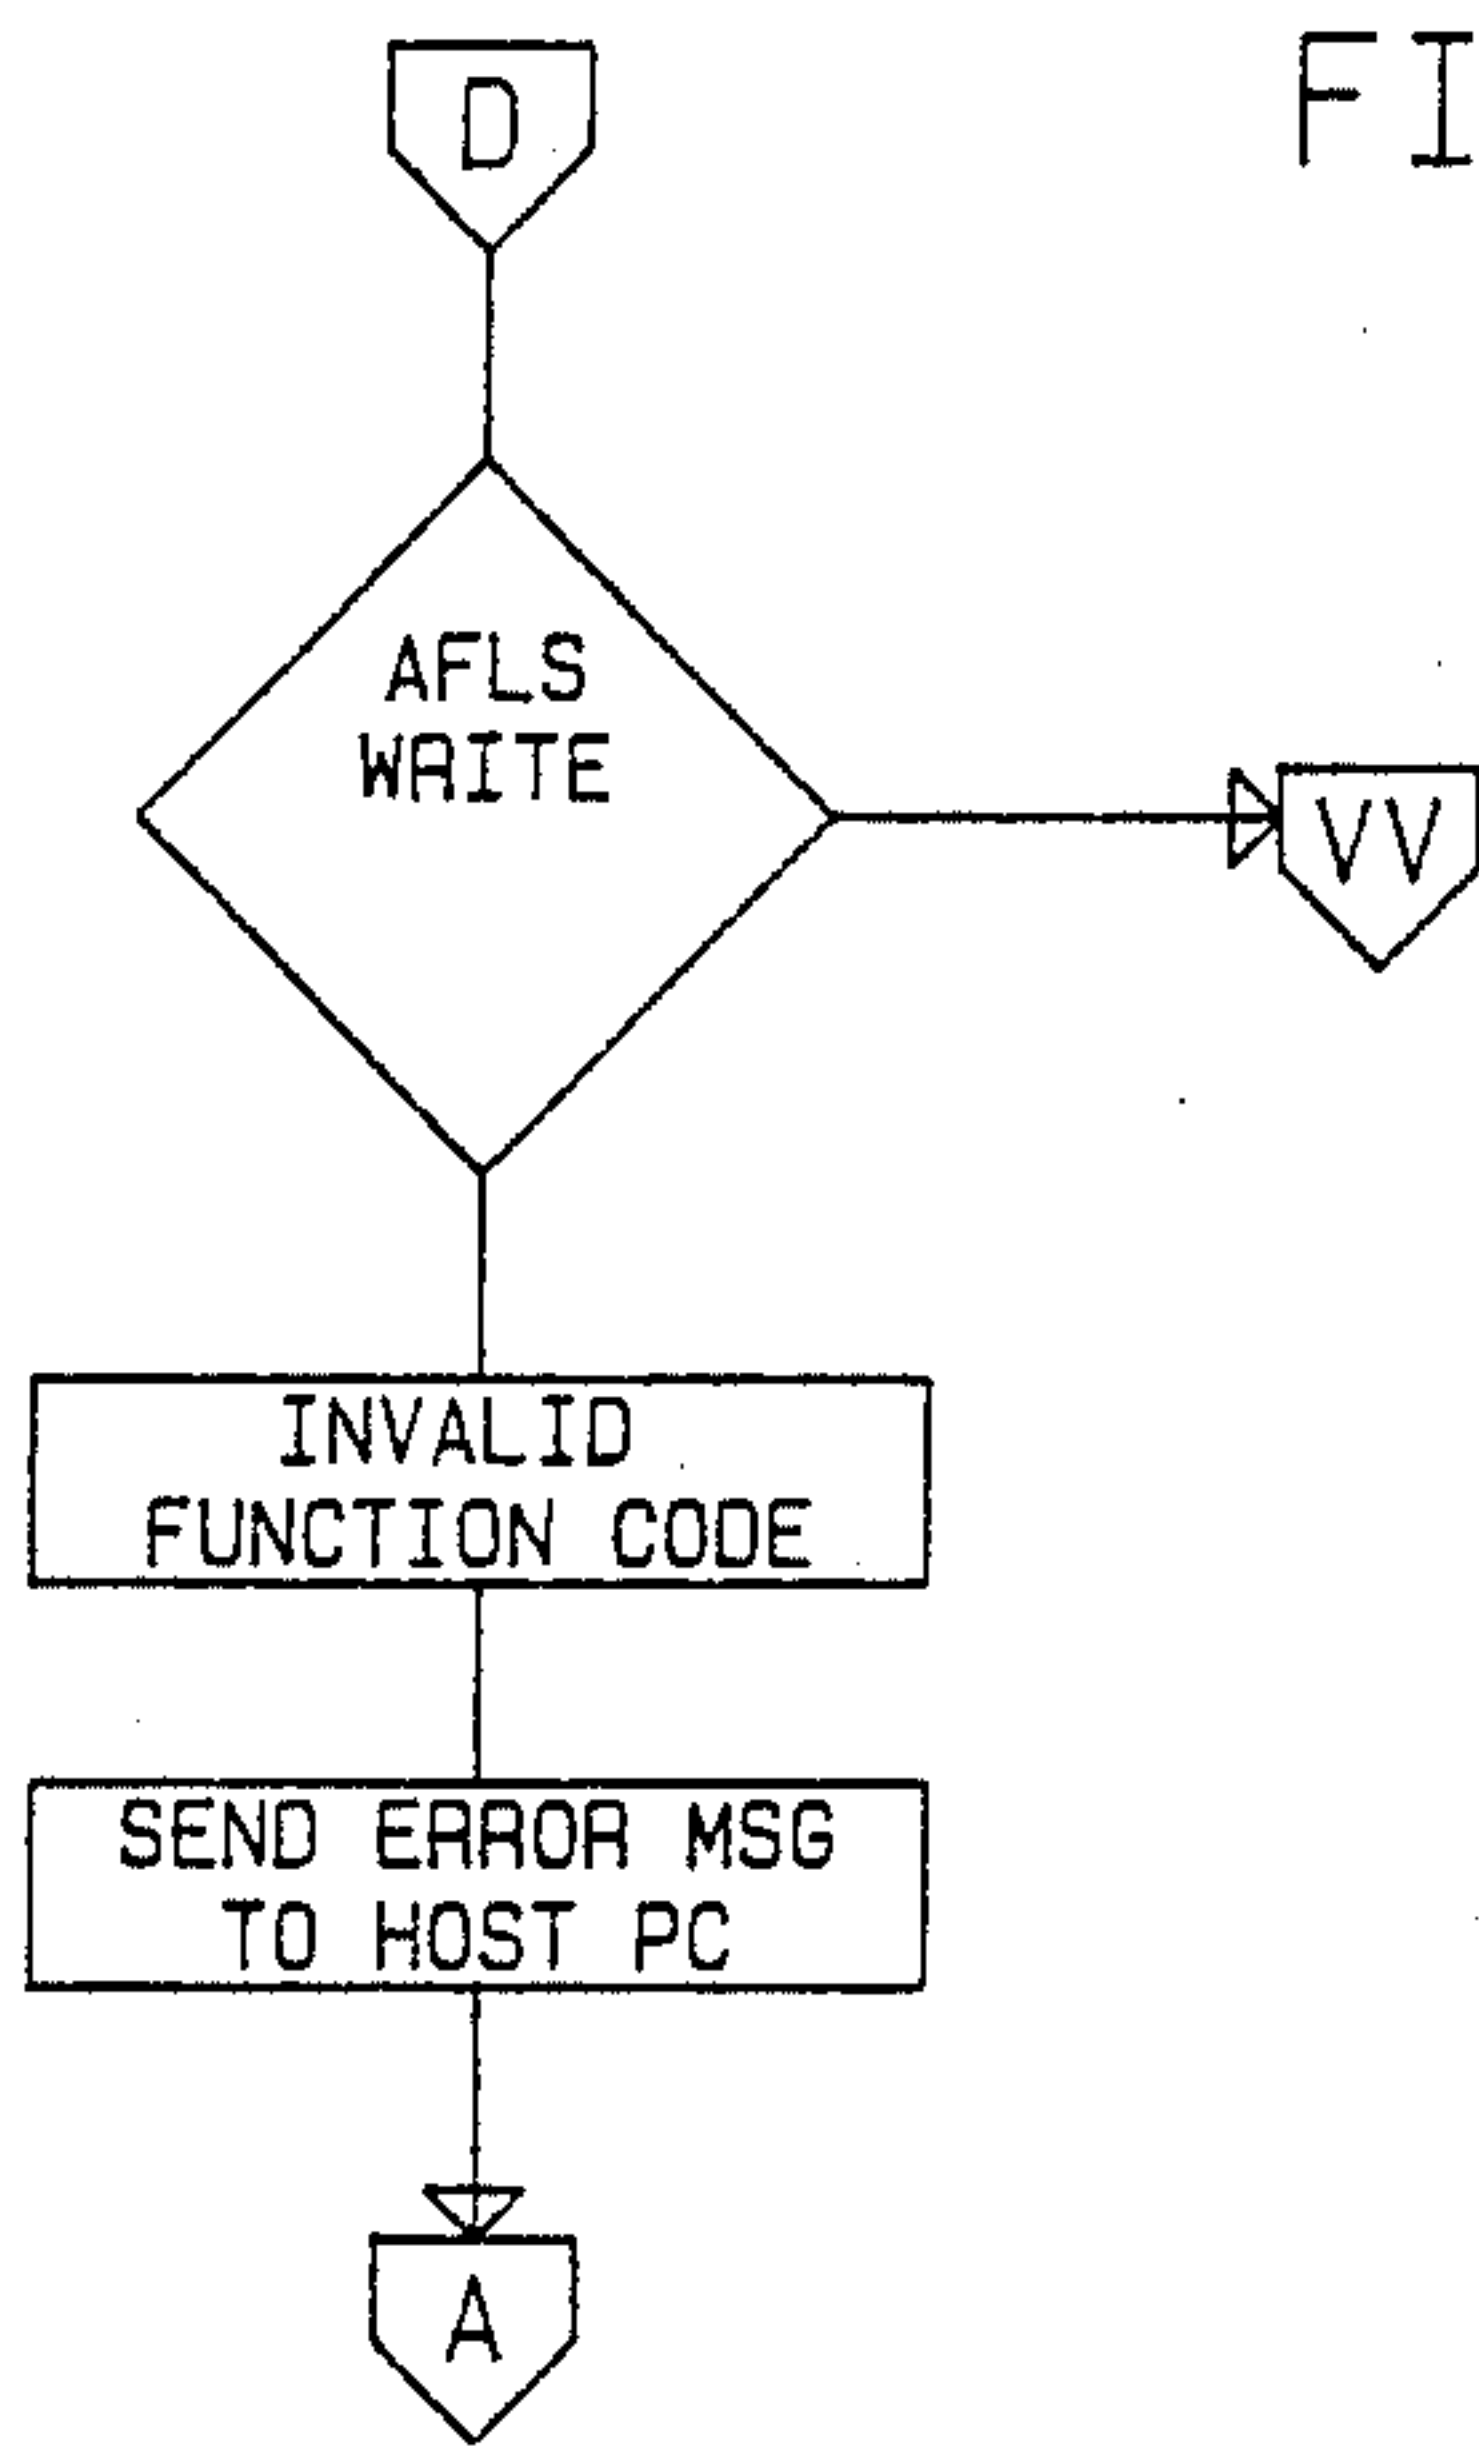 D
FI
AFLS
WRITE
VV
INVALID
FUNCTION CODE
SEND ERROR MSG
TO HOST PC
A